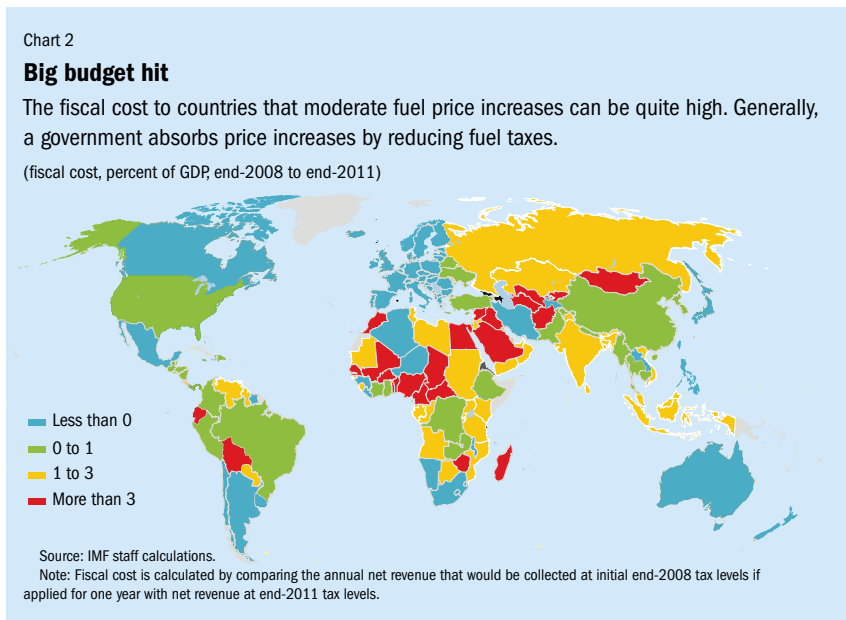 Chart 2
Big budget hit
The fiscal cost to countries that moderate fuel price increases can be quite high. Generally,
a government absorbs price increases by reducing fuel taxes.
(fiscal cost, percent of GDP, end-2008 to end-2011)
Less than 0
0 to 1
1 to 3
More than 3
Source: IMF staff calculations.
Note: Fiscal cost is calculated by comparing the annual net revenue that would be collected at initial end-2008 tax levels if
applied for one year with net revenue at end-2011 tax levels.